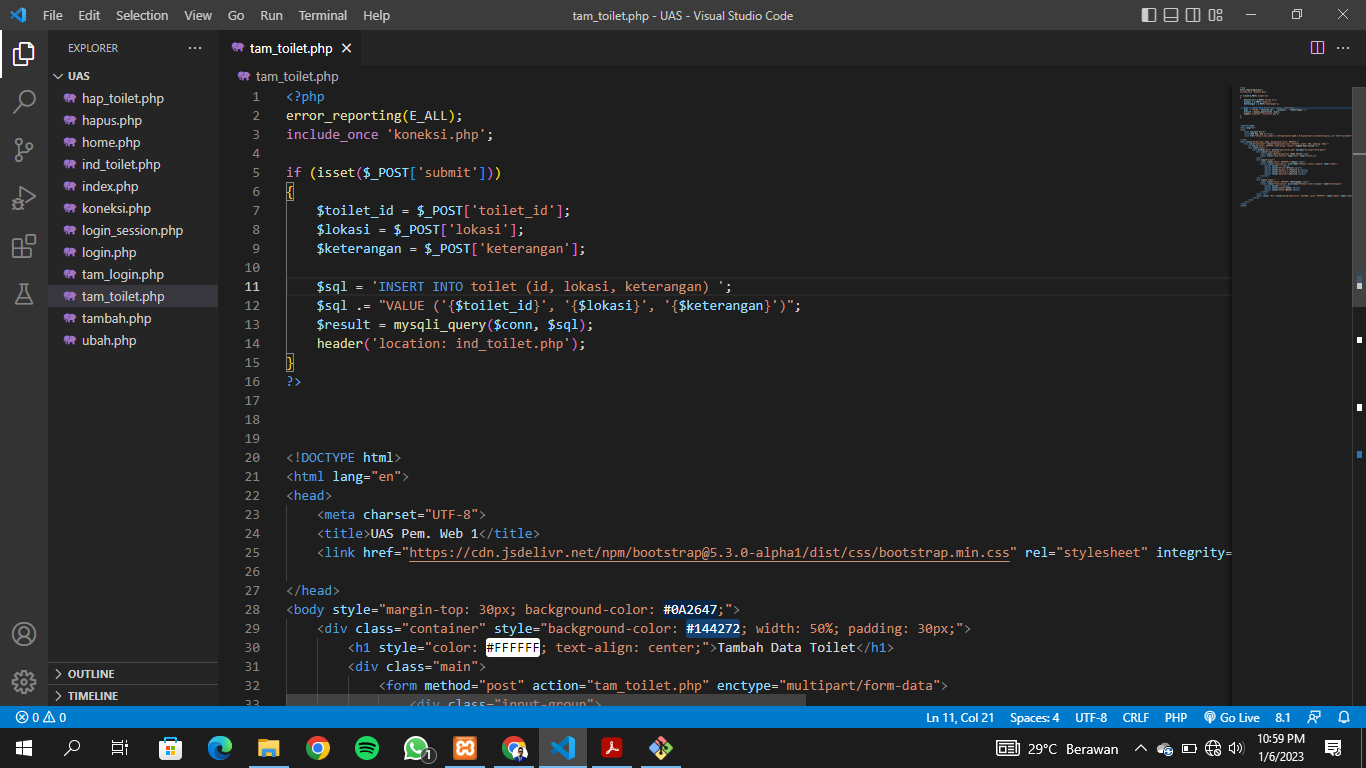 File Edit Selection View Go Run Terminal Help
tam_toilet.php - UAS - Visual Studio Code
EXPLORER
UAS
hap_toilet.php
hapus.php
home.php
ind_toilet.php
index.php
koneksi.php
login_session.php
login.php
tam_login.php
tam_toilet.php
tambah.php
ubah.php
OUTLINE
TIMELINE
tam_toilet.php
tam_toilet.php
1 <?php
2 error_reporting(E_ALL);
3 include_once 'koneksi.php';
4
5 if (isset($_POST['submit']))
6 {
7 $toilet_id = $_POST['toilet_id'];
8 $lokasi = $_POST['lokasi'];
9 $keterangan = $_POST['keterangan'];
10
11 $sql = 'INSERT INTO toilet (id, lokasi, keterangan) ';
12 $sql .= "VALUE ('{$toilet_id}', '{$lokasi}', '{$keterangan}')";
13 $result = mysqli_query($conn, $sql);
14 header('location: ind_toilet.php');
15 }
16 ?>
17
18
19
20 <!DOCTYPE html>
21 <html lang="en">
22 <head>
23 <meta charset="UTF-8">
24 <title>UAS Pem. Web 1</title>
25 <link href="https://cdn.jsdelivr.net/npm/bootstrap@5.3.0-alpha1/dist/css/bootstrap.min.css" rel="stylesheet" integrity=
26
27 </head>
28 <body style="margin-top: 30px; background-color: #0A2647;">
29 <div class="container" style="background-color: #144272; width: 50%; padding: 30px;">
30 <h1 style="color: #FFFFFF; text-align: center;">Tambah Data Toilet</h1>
31 <div class="main">
32 <form method="post" action="tam_toilet.php" enctype="multipart/form-data">
33 <div class="input-group">
0 0 Ln 11, Col 21 Spaces: 4 UTF-8 CRLF PHP Go Live 8.1
1 29°C Berawan 10:59 PM
1/6/2023